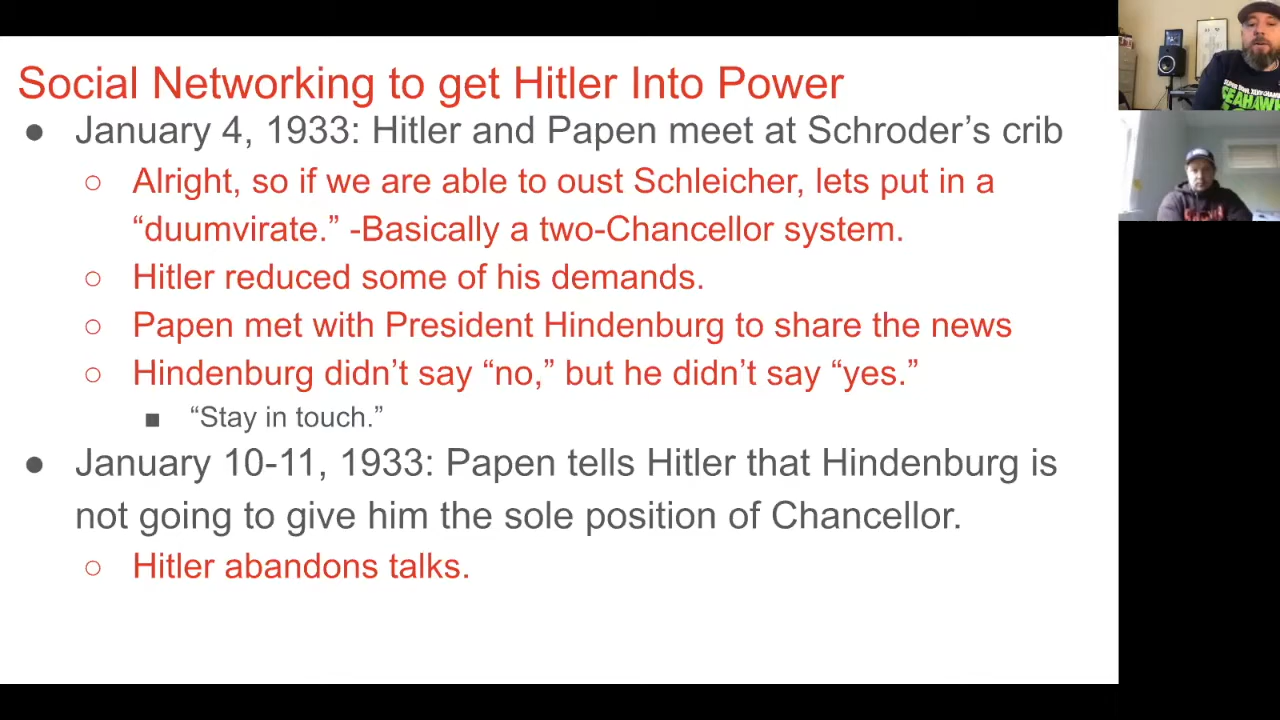 Social Networking to get Hitler Into Power
● January 4, 1933: Hitler and Papen meet at Schroder’s crib
○ Alright, so if we are able to oust Schleicher, lets put in a
“duumvirate.” -Basically a two-Chancellor system.
○ Hitler reduced some of his demands.
○ Papen met with President Hindenburg to share the news
○ Hindenburg didn’t say “no,” but he didn’t say “yes.”
■ “Stay in touch.”
● January 10-11, 1933: Papen tells Hitler that Hindenburg is
not going to give him the sole position of Chancellor.
○ Hitler abandons talks.